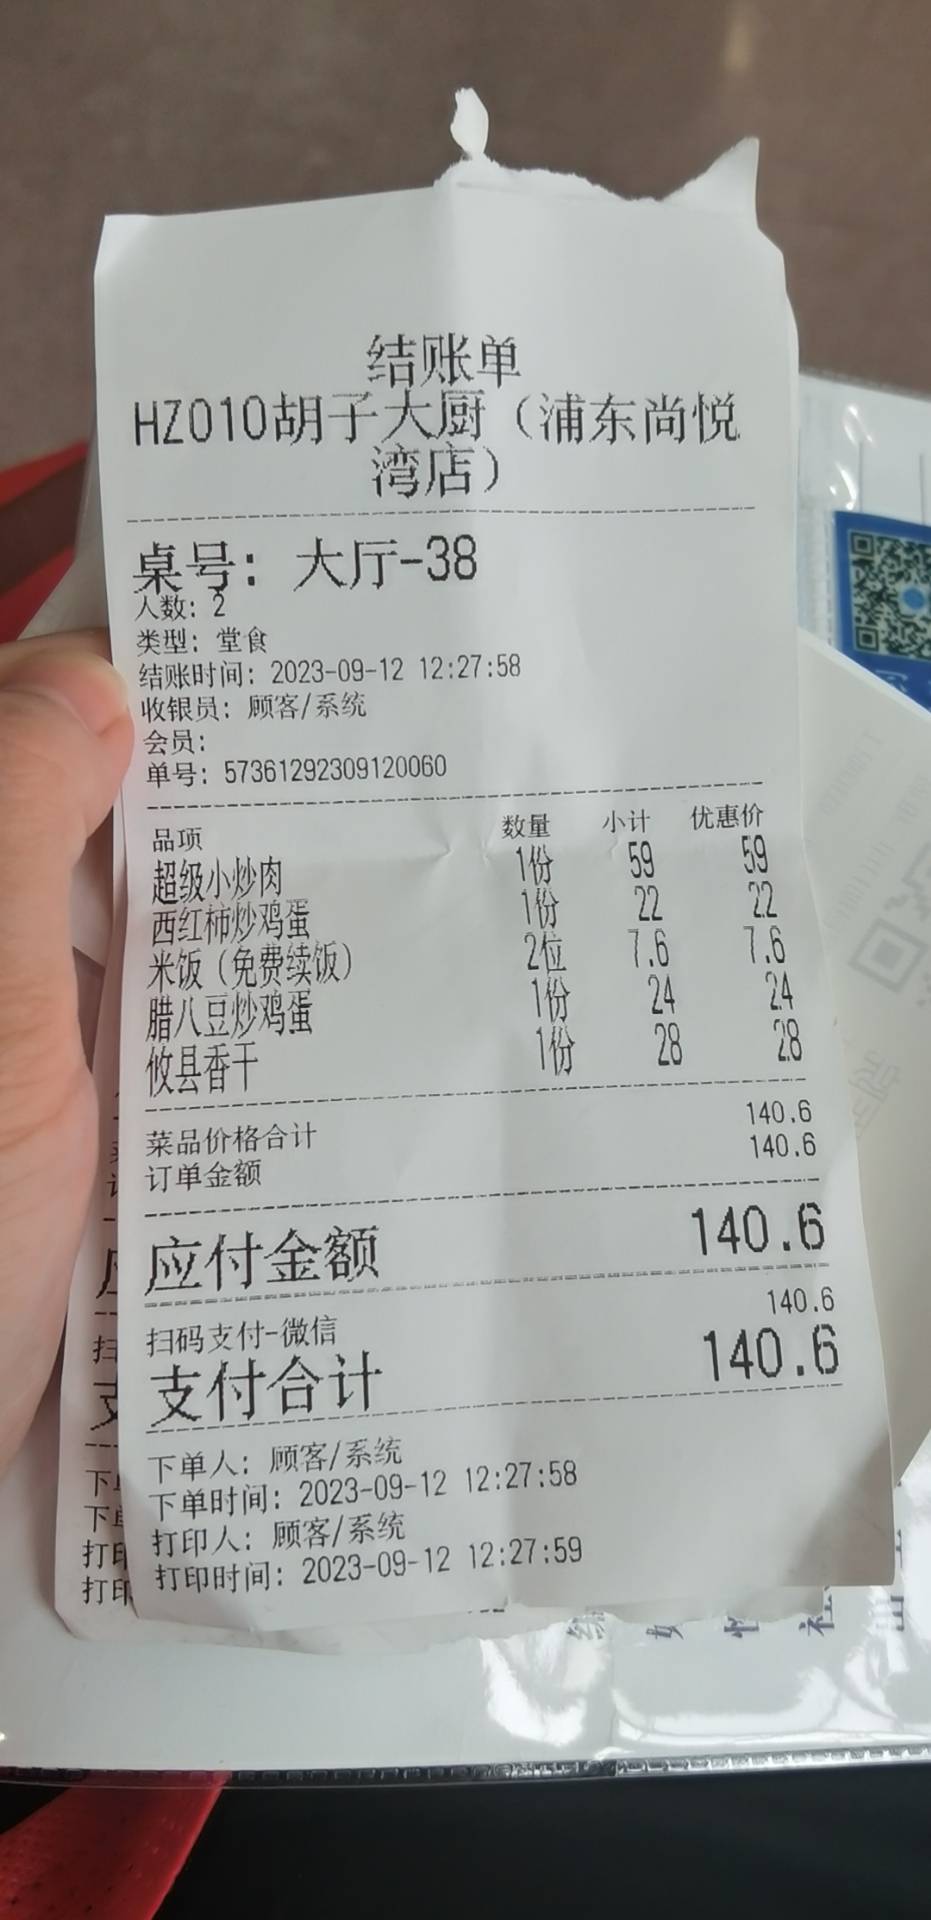 结账单
HZ010胡子大厨（浦东尚悦
湾店）
桌号：大厅-38
人数：2
类型：堂食
结账时间：2023-09-12 12:27:58
收银员：顾客/系统
会员：
单号：57361292309120060
品项 数量 小计 优惠价
超级小炒肉 1份 59 59
西红柿炒鸡蛋 1份 22 22
米饭（免费续饭） 2位 7.6 7.6
腊八豆炒鸡蛋 1份 24 24
攸县香干 1份 28 28
菜品价格合计 140.6
订单金额 140.6
应付金额 140.6
扫码支付-微信 140.6
支付合计 140.6
下单人：顾客/系统
下单时间：2023-09-12 12:27:58
打印人：顾客/系统
打印时间：2023-09-12 12:27:59
扫
支
下
下单
打印
打印